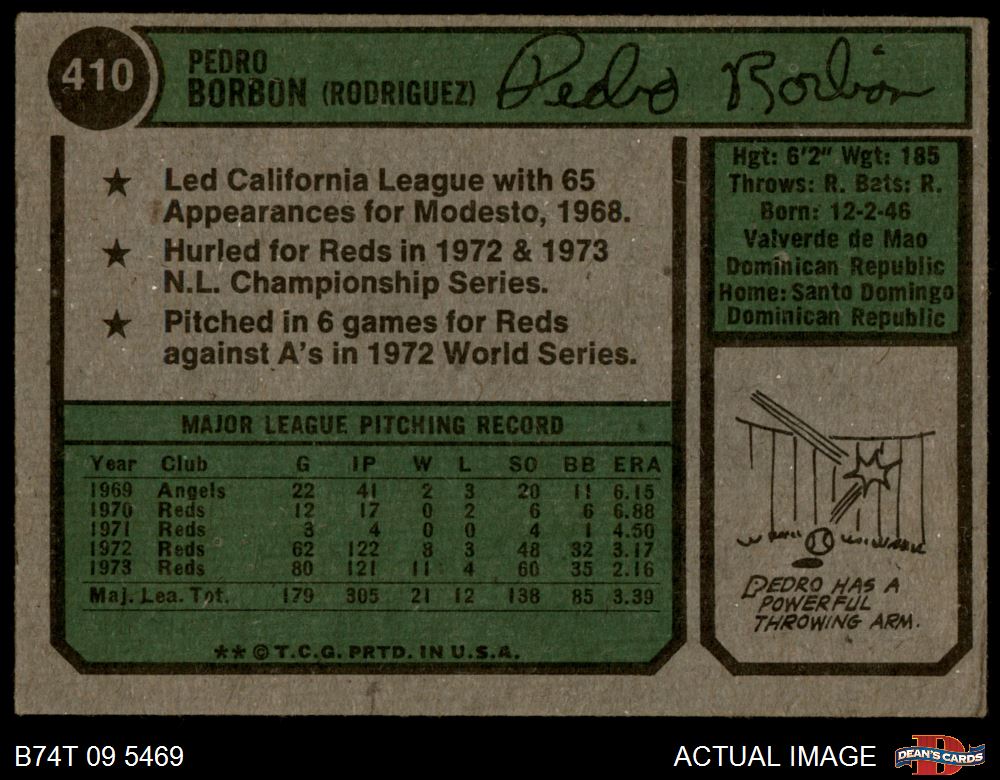 410
PEDRO
BORBON (RODRIGUEZ)
Pedro Borbón
★ Led California League with 65
Appearances for Modesto, 1968.
★ Hurled for Reds in 1972 & 1973
N.L. Championship Series.
★ Pitched in 6 games for Reds
against A's in 1972 World Series.
Hgt: 6'2" Wgt: 185
Throws: R. Bats: R.
Born: 12-2-46
Valverde de Mao
Dominican Republic
Home: Santo Domingo
Dominican Republic
MAJOR LEAGUE PITCHING RECORD
Year Club G IP W L SO BB ERA
1969 Angels 22 41 2 3 20 11 6.15
1970 Reds 12 17 0 2 6 6 6.88
1971 Reds 3 4 0 0 4 1 4.50
1972 Reds 62 122 8 3 48 32 3.17
1973 Reds 80 121 11 4 60 35 2.16
Maj. Lea. Tot. 179 305 21 12 138 85 3.39
** © T.C.G. PRTD. IN U.S.A.
PEDRO HAS A
POWERFUL
THROWING ARM.
B74T 09 5469
ACTUAL IMAGE
DEAN'S CARDS